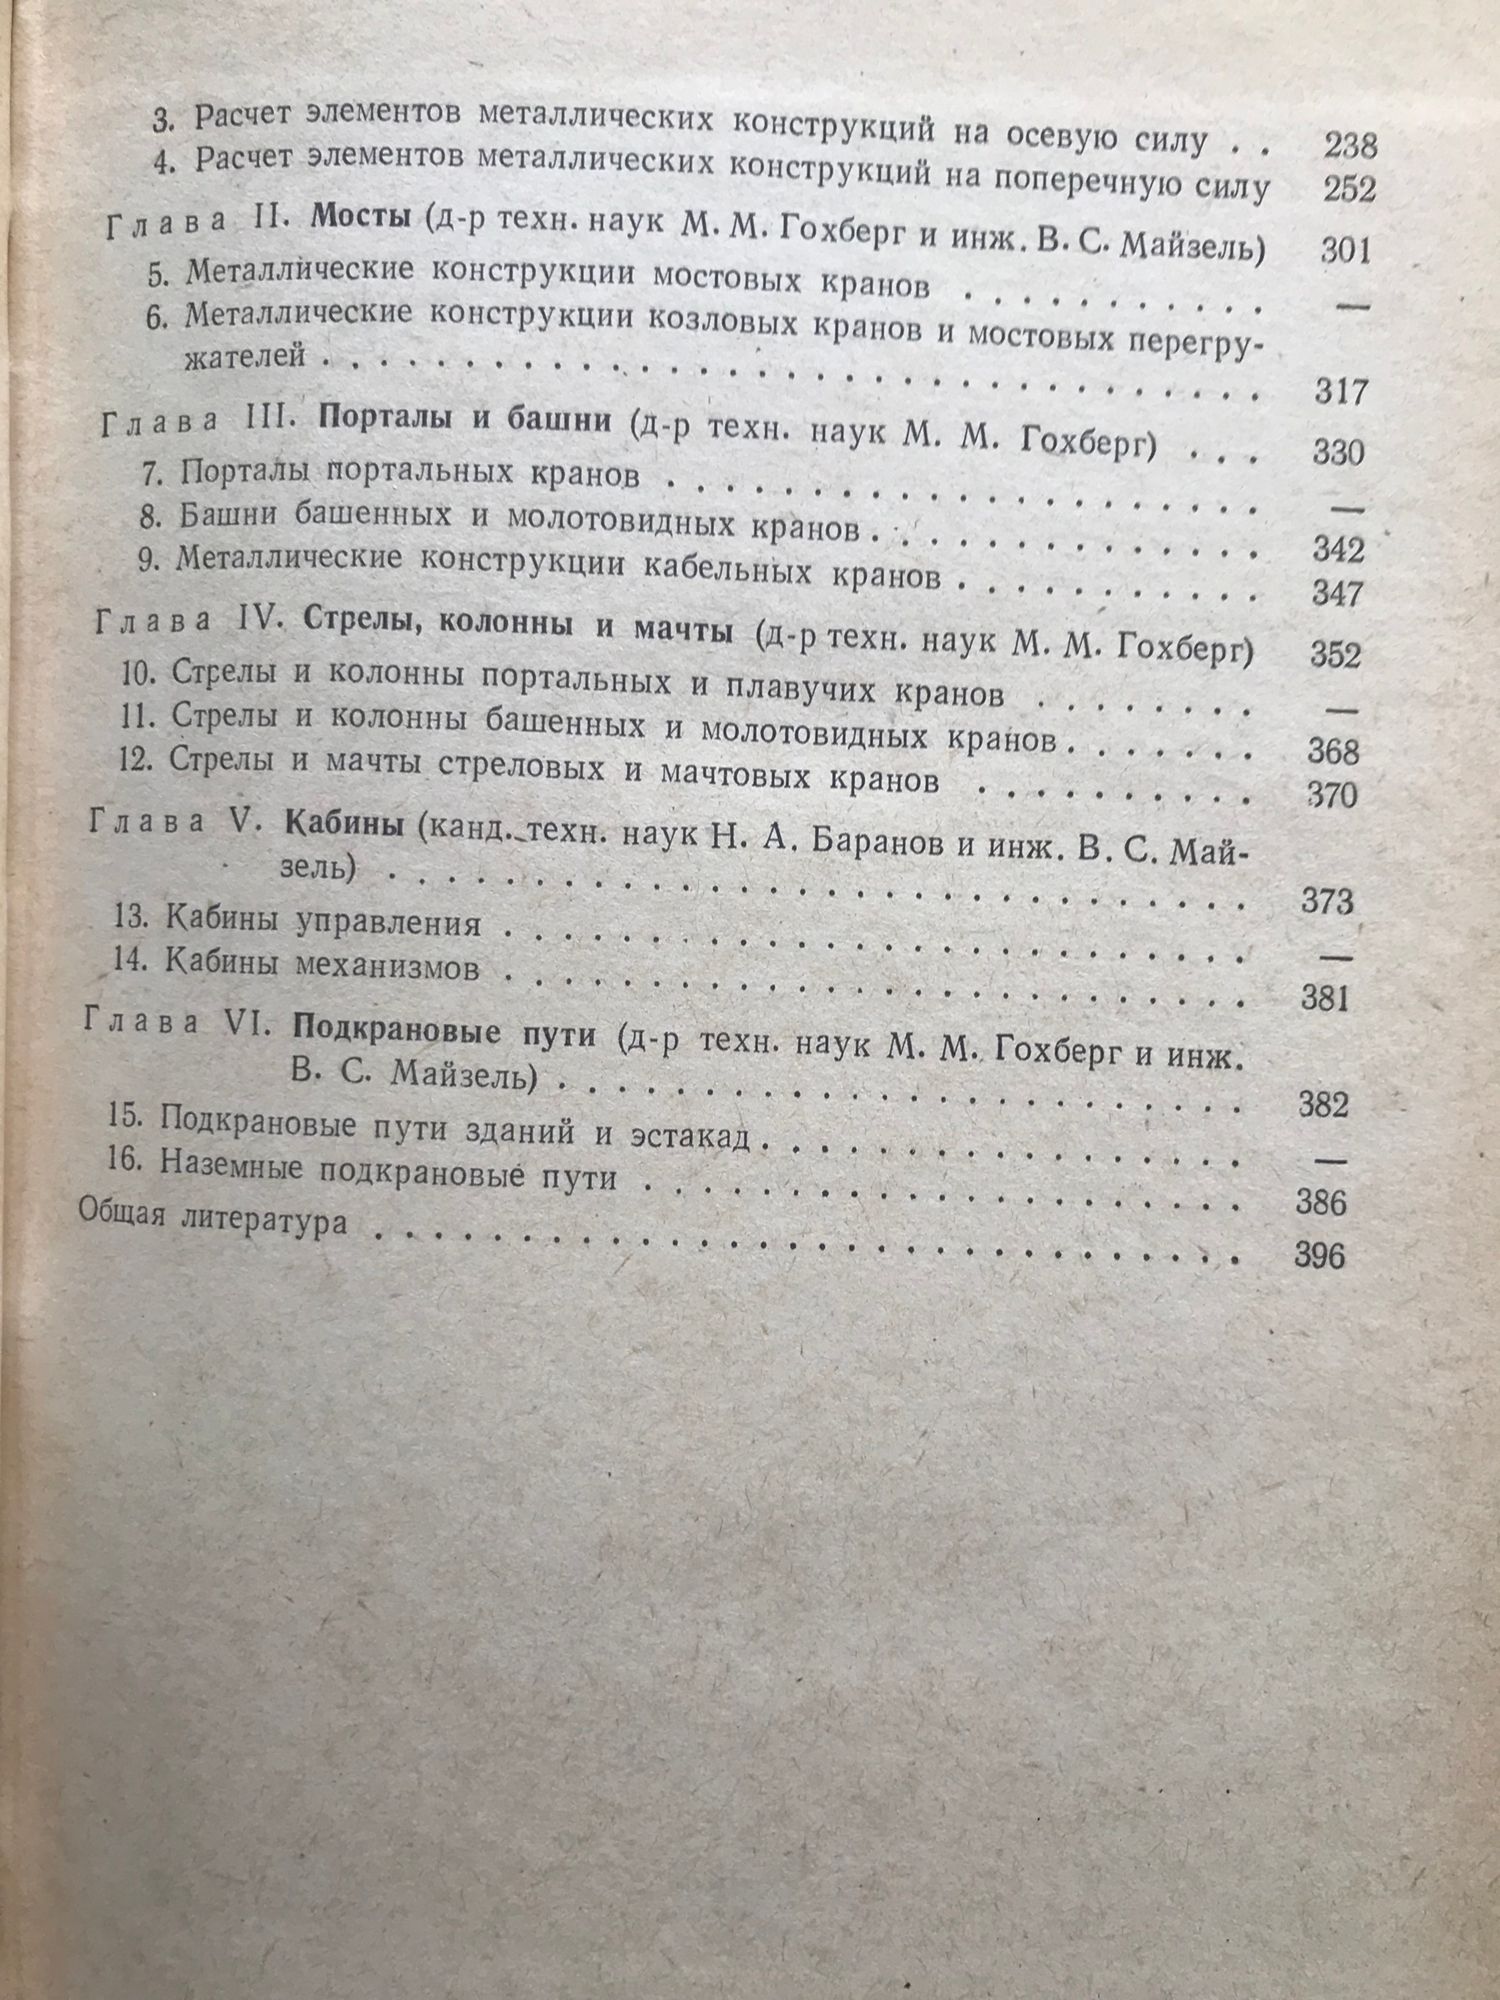 3. Расчет элементов металлических конструкций на осевую силу . . 238
4. Расчет элементов металлических конструкций на поперечную силу 252
Глава II. Мосты (д-р техн. наук М. М. Гохберг и инж. В. С. Майзель) 301
5. Металлические конструкции мостовых кранов . . . . . . . . . . . —
6. Металлические конструкции козловых кранов и мостовых перегру-
жателей . . . . . . . . . . . . . . . . . . . . . . . . . . . . . . . . 317
Глава III. Порталы и башни (д-р техн. наук М. М. Гохберг) . . . 330
7. Порталы портальных кранов . . . . . . . . . . . . . . . . . . . . . —
8. Башни башенных и молотовидных кранов . . . . . . . . . . . . . . 342
9. Металлические конструкции кабельных кранов . . . . . . . . . . . 347
Глава IV. Стрелы, колонны и мачты (д-р техн. наук М. М. Гохберг) 352
10. Стрелы и колонны портальных и плавучих кранов . . . . . . . . —
11. Стрелы и колонны башенных и молотовидных кранов . . . . . . . 368
12. Стрелы и мачты стреловых и мачтовых кранов . . . . . . . . . . 370
Глава V. Кабины (канд. техн. наук Н. А. Баранов и инж. В. С. Май-
зель) . . . . . . . . . . . . . . . . . . . . . . . . . . . . . . 373
13. Кабины управления . . . . . . . . . . . . . . . . . . . . . . . . . . —
14. Кабины механизмов . . . . . . . . . . . . . . . . . . . . . . . . . . 381
Глава VI. Подкрановые пути (д-р техн. наук М. М. Гохберг и инж.
В. С. Майзель) . . . . . . . . . . . . . . . . . . . . . . . . 382
15. Подкрановые пути зданий и эстакад . . . . . . . . . . . . . . . . . —
16. Наземные подкрановые пути . . . . . . . . . . . . . . . . . . . . . 386
Общая литература . . . . . . . . . . . . . . . . . . . . . . . . . . . . . . 396